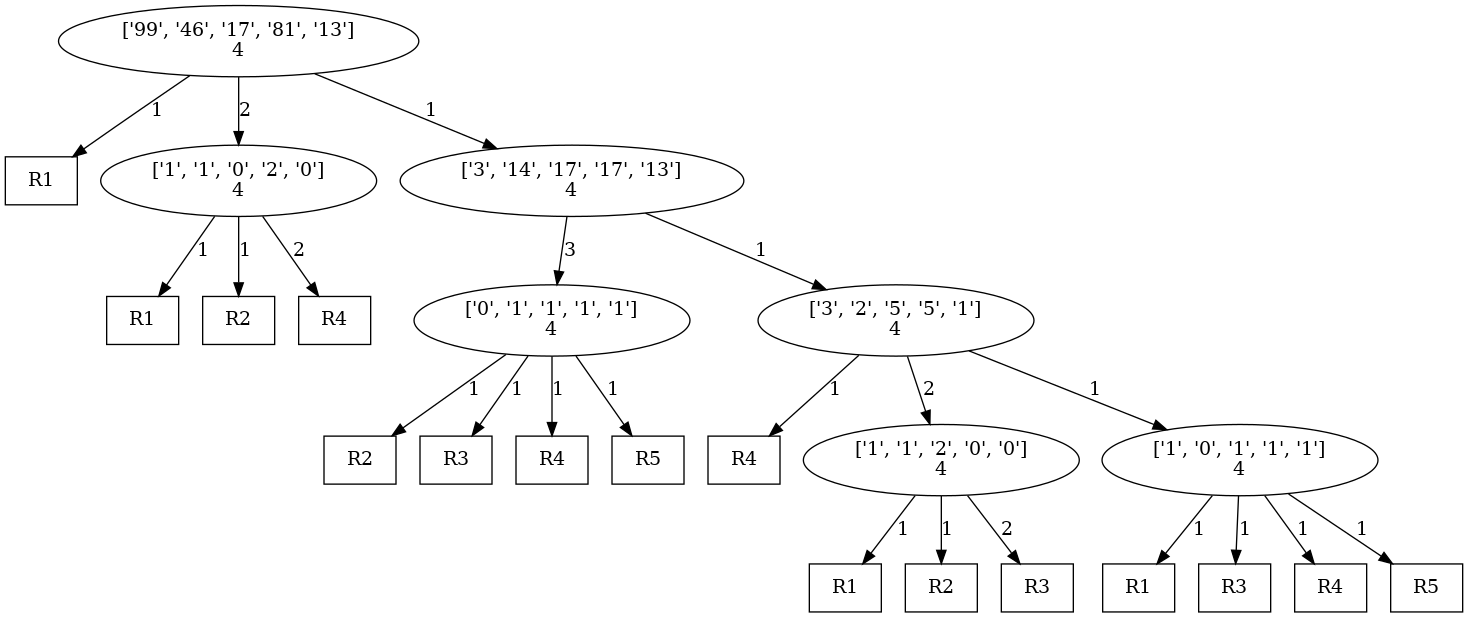 ['99', '46', '17', '81', '13']
4
1
2
1
R1
['1', '1', '0', '2', '0']
4
['3', '14', '17', '17', '13']
4
1
1
2
3
1
R1
R2
R4
['0', '1', '1', '1', '1']
4
['3', '2', '5', '5', '1']
4
1
1
1
1
1
2
1
R2
R3
R4
R5
R4
['1', '1', '2', '0', '0']
4
['1', '0', '1', '1', '1']
4
1
1
2
1
1
1
1
R1
R2
R3
R1
R3
R4
R5